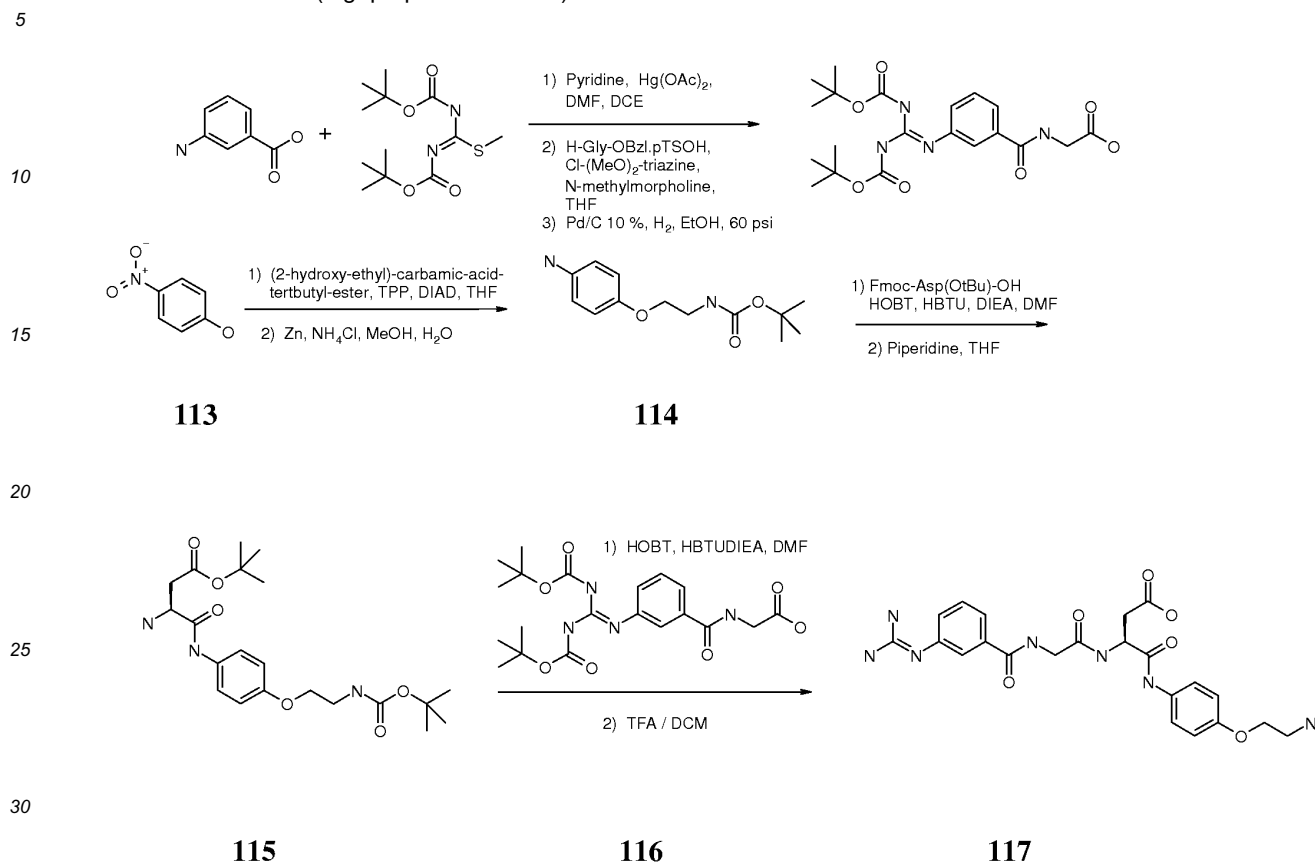 5
1) Pyridine, Hg(OAc)₂,
DMF, DCE
2) H-Gly-OBzl.pTSOH,
Cl-(MeO)₂-triazine,
N-methylmorpholine,
THF
3) Pd/C 10 %, H₂, EtOH, 60 psi
10
1) (2-hydroxy-ethyl)-carbamic-acid-
tertbutyl-ester, TPP, DIAD, THF
2) Zn, NH₄Cl, MeOH, H₂O
1) Fmoc-Asp(OtBu)-OH
HOBT, HBTU, DIEA, DMF
2) Piperidine, THF
15
113
114
20
1) HOBT, HBTUDIEA, DMF
2) TFA / DCM
25
30
115
116
117